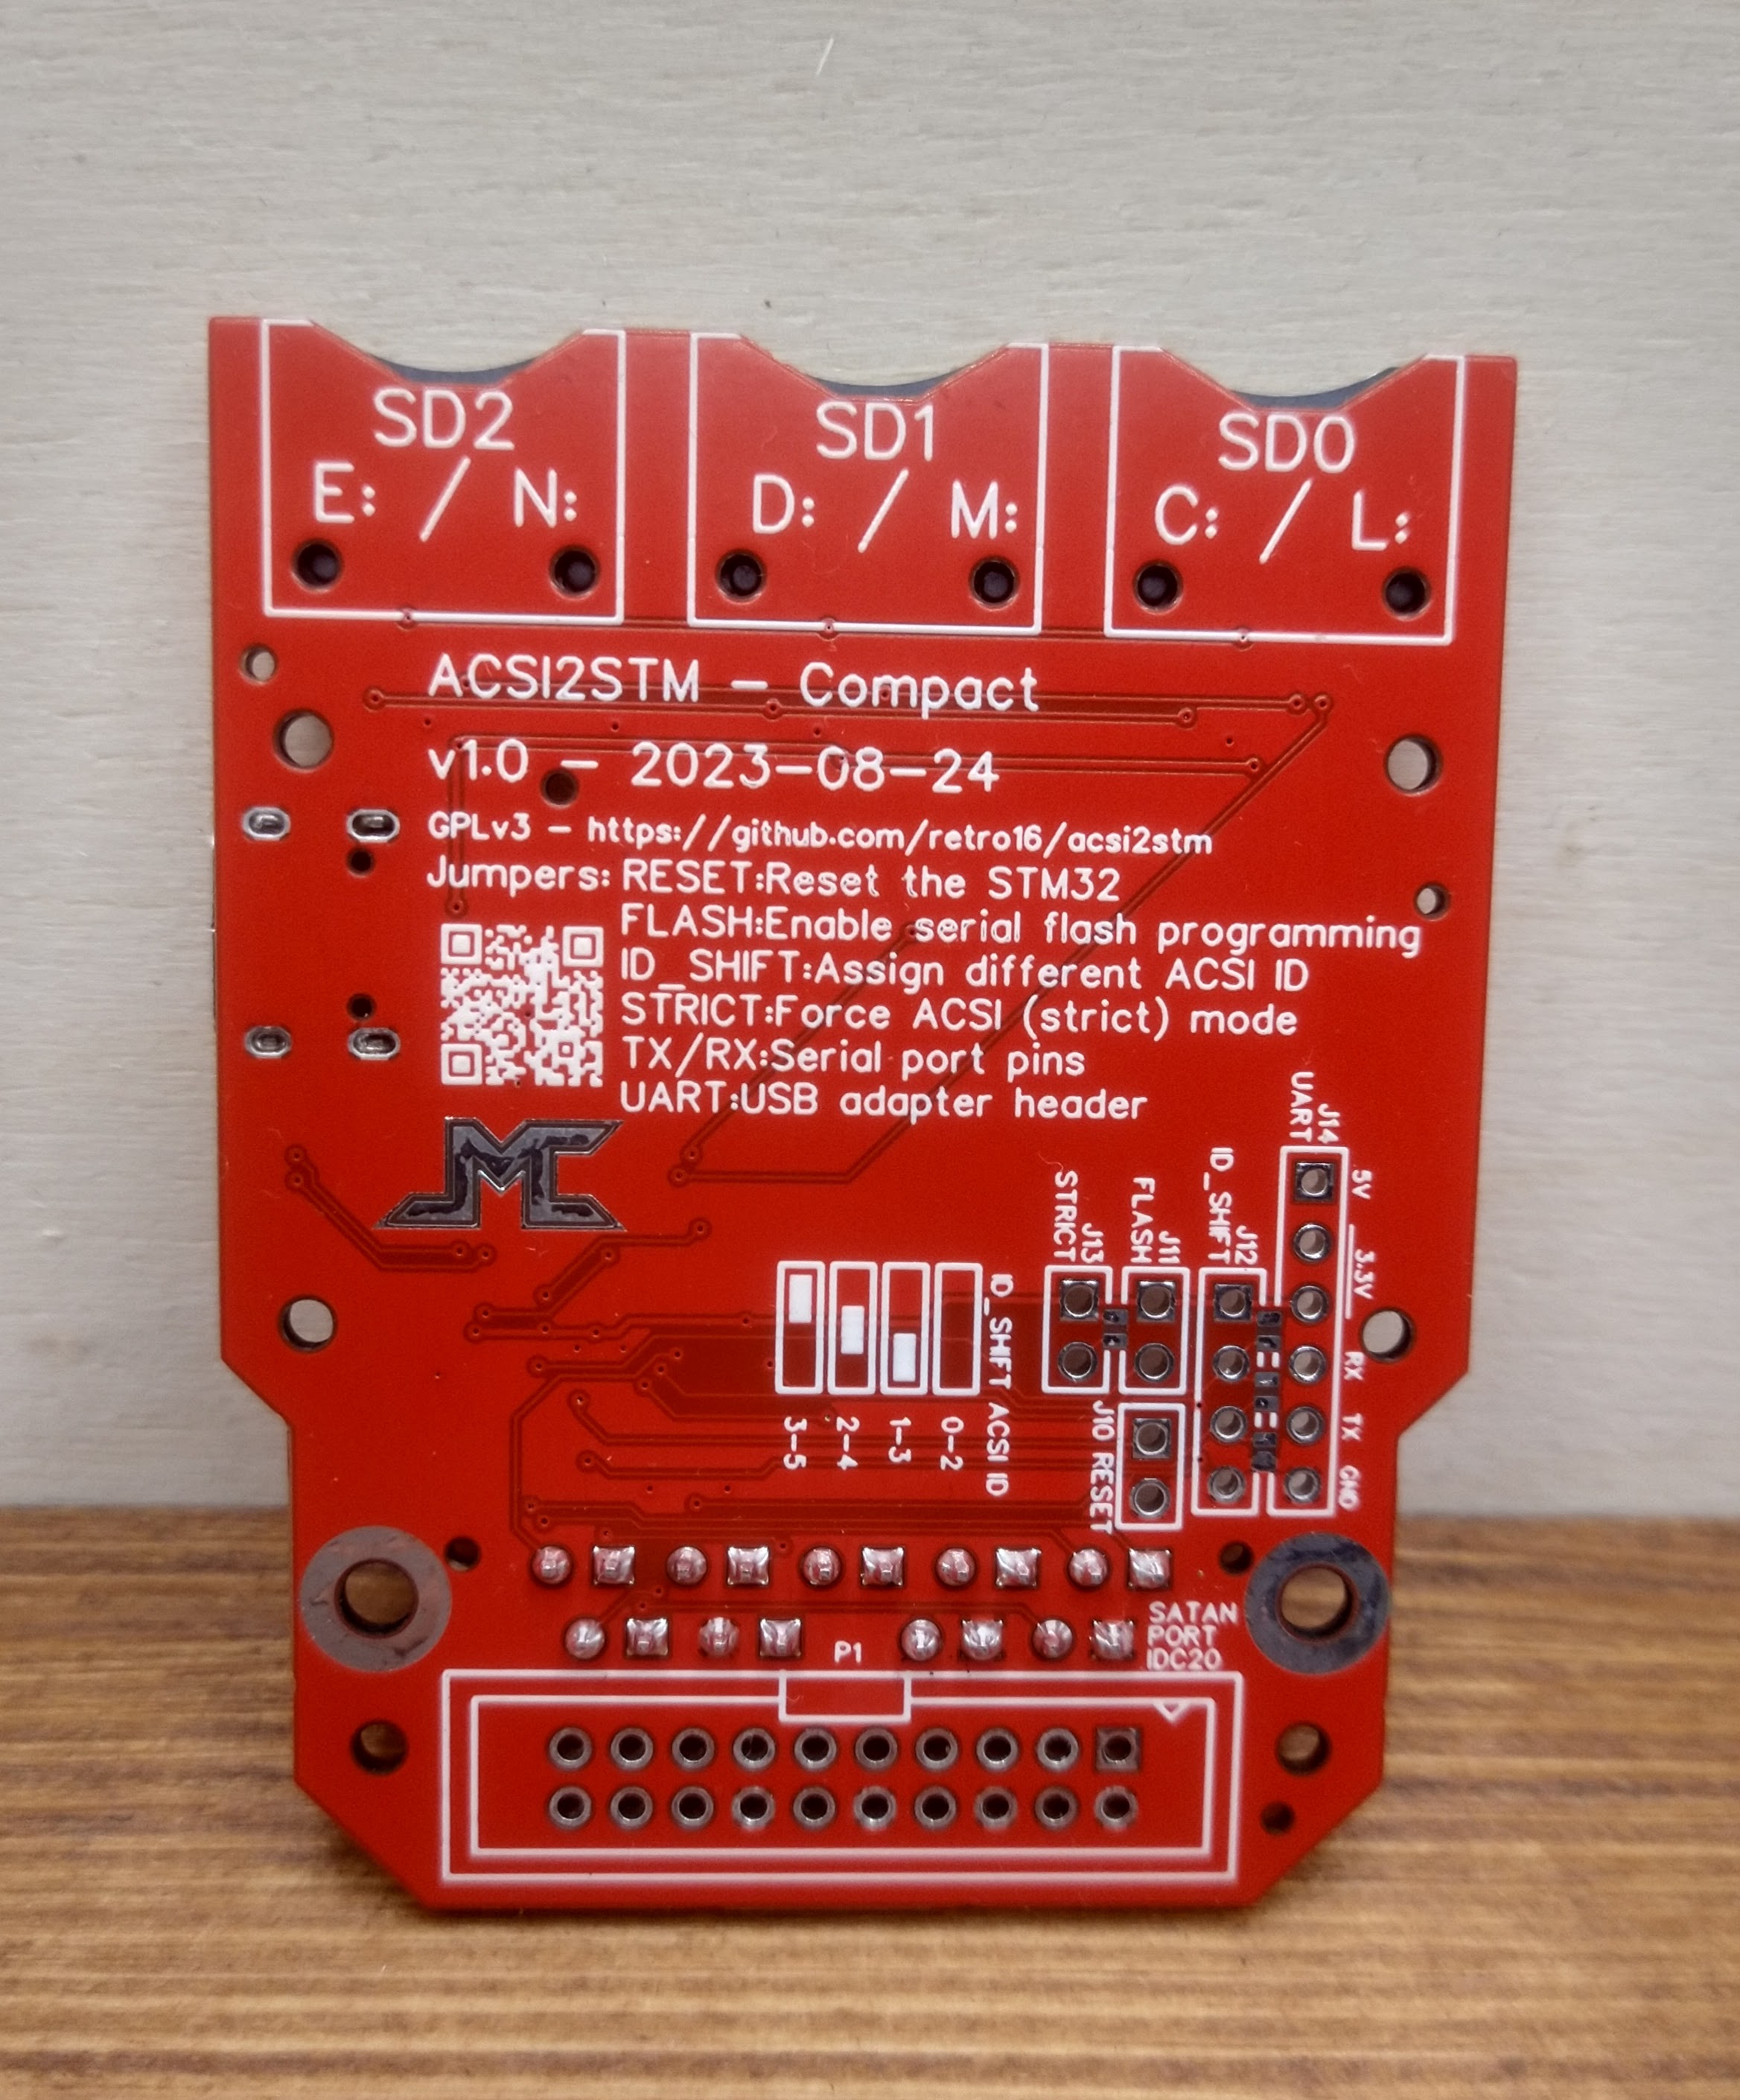 SD2
E: / N:
SD1
D: / M:
SD0
C: / L:
ACSI2STM - Compact
v1.0 - 2023-08-24
GPLv3 - https://github.com/retro16/acsi2stm
Jumpers: RESET:Reset the STM32
FLASH:Enable serial flash programming
ID_SHIFT:Assign different ACSI ID
STRICT:Force ACSI (strict) mode
TX/RX:Serial port pins
UART:USB adapter header
J14
UART
5V
3.3V
RX
TX
GND
J12
ID_SHIFT
J11
FLASH
J13
STRICT
J10 RESET
ID_SHIFT ACSI ID
0-2
1-3
2-4
3-5
SATAN
PORT
IDC20
P1